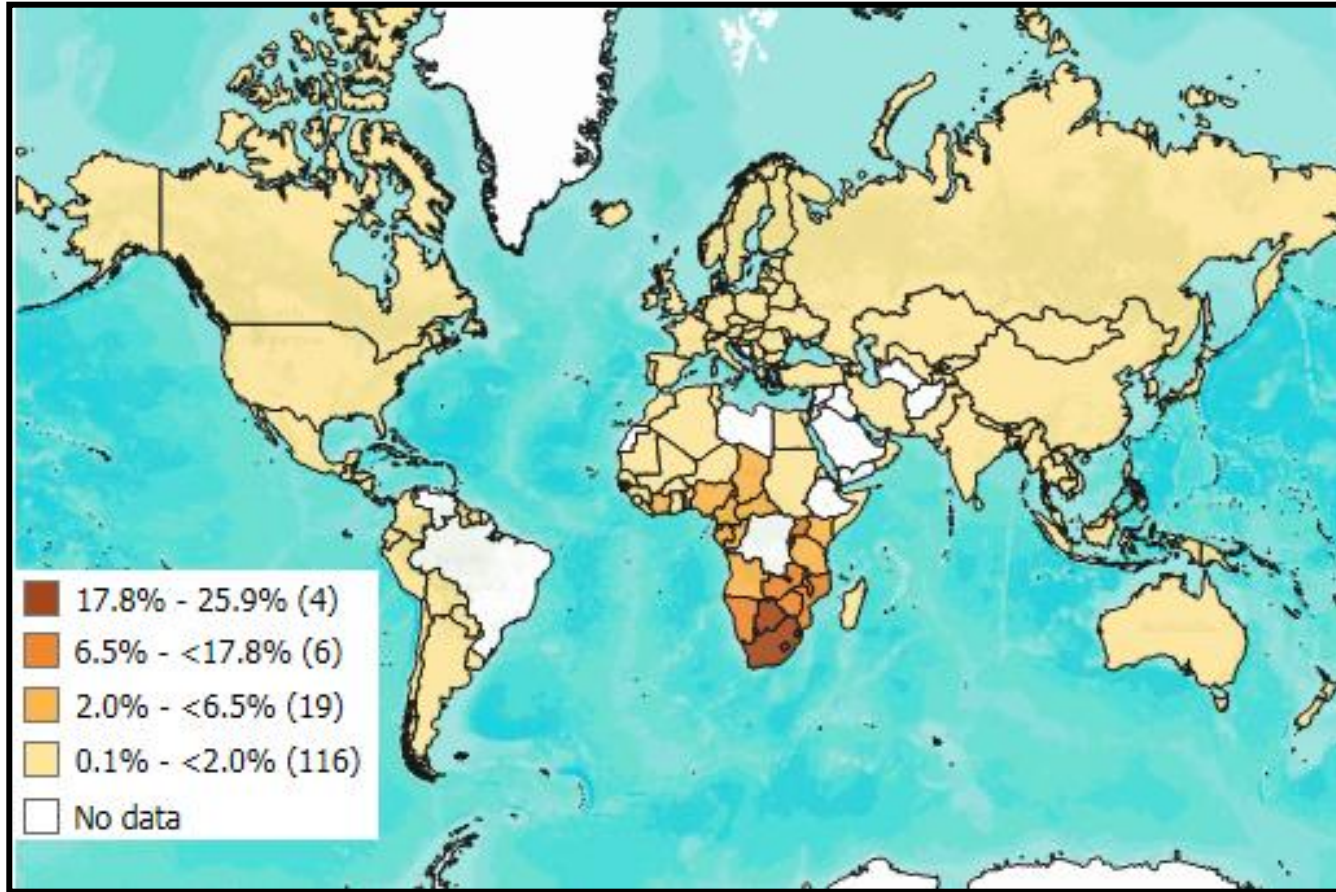 17.8% - 25.9% (4)
6.5% - <17.8% (6)
2.0% - <6.5% (19)
0.1% - <2.0% (116)
No data